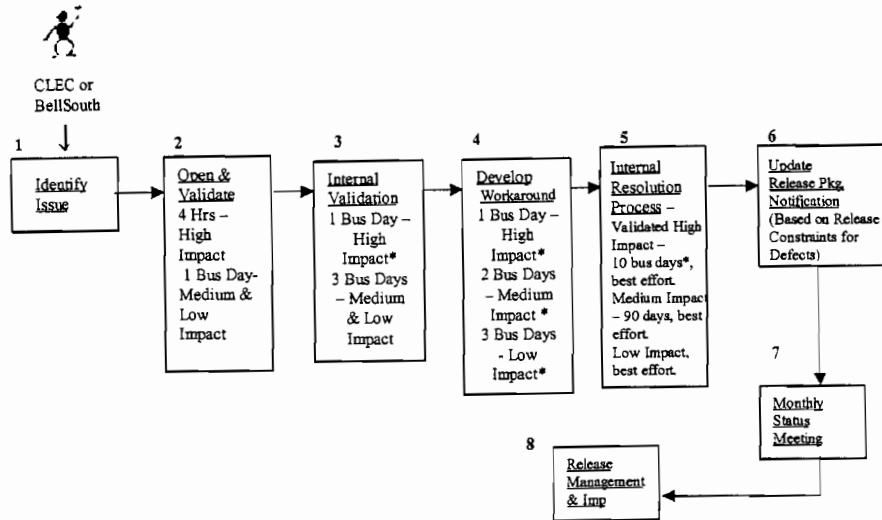 CLEC or
BellSouth
1
Identify
Issue
2
Open &
Validate
4 Hrs –
High
Impact
1 Bus Day-
Medium &
Low
Impact
3
Internal
Validation
1 Bus Day –
High
Impact*
3 Bus Days
– Medium
& Low
Impact
4
Develop
Workaround
1 Bus Day –
High
Impact*
2 Bus Days
– Medium
Impact *
3 Bus Days
- Low
Impact*
5
Internal
Resolution
Process –
Validated High
Impact –
10 bus days*,
best effort.
Medium Impact
– 90 days, best
effort.
Low Impact,
best effort.
6
Update
Release Pkg.
Notification
(Based on Release
Constraints for
Defects)
7
Monthly
Status
Meeting
8
Release
Management
& Imp